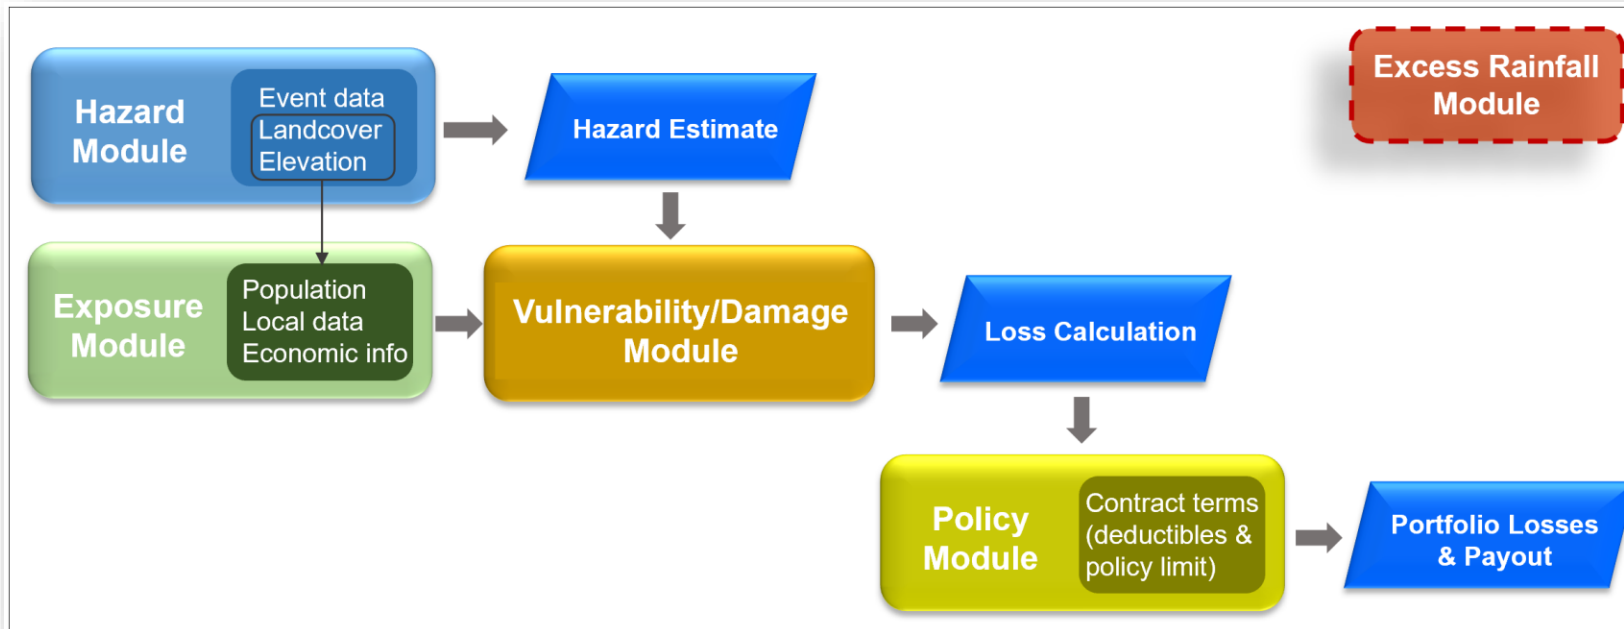 Hazard
Module
Event data
Landcover
Elevation
Hazard Estimate
Excess Rainfall
Module
Exposure
Module
Population
Local data
Economic info
Vulnerability/Damage
Module
Loss Calculation
Policy
Module
Contract terms
(deductibles &
policy limit)
Portfolio Losses
& Payout